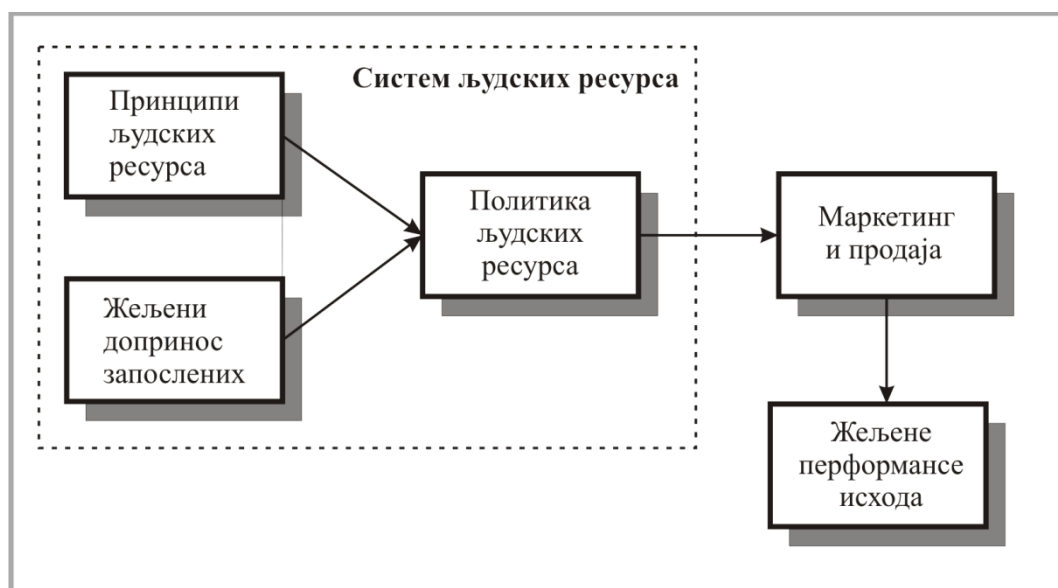 Систем људских ресурса
Принципи
људских
ресурса
Жељени
допринос
запослених
Политика
људских
ресурса
Маркетинг
и продаја
Жељене
перформансе
исхода